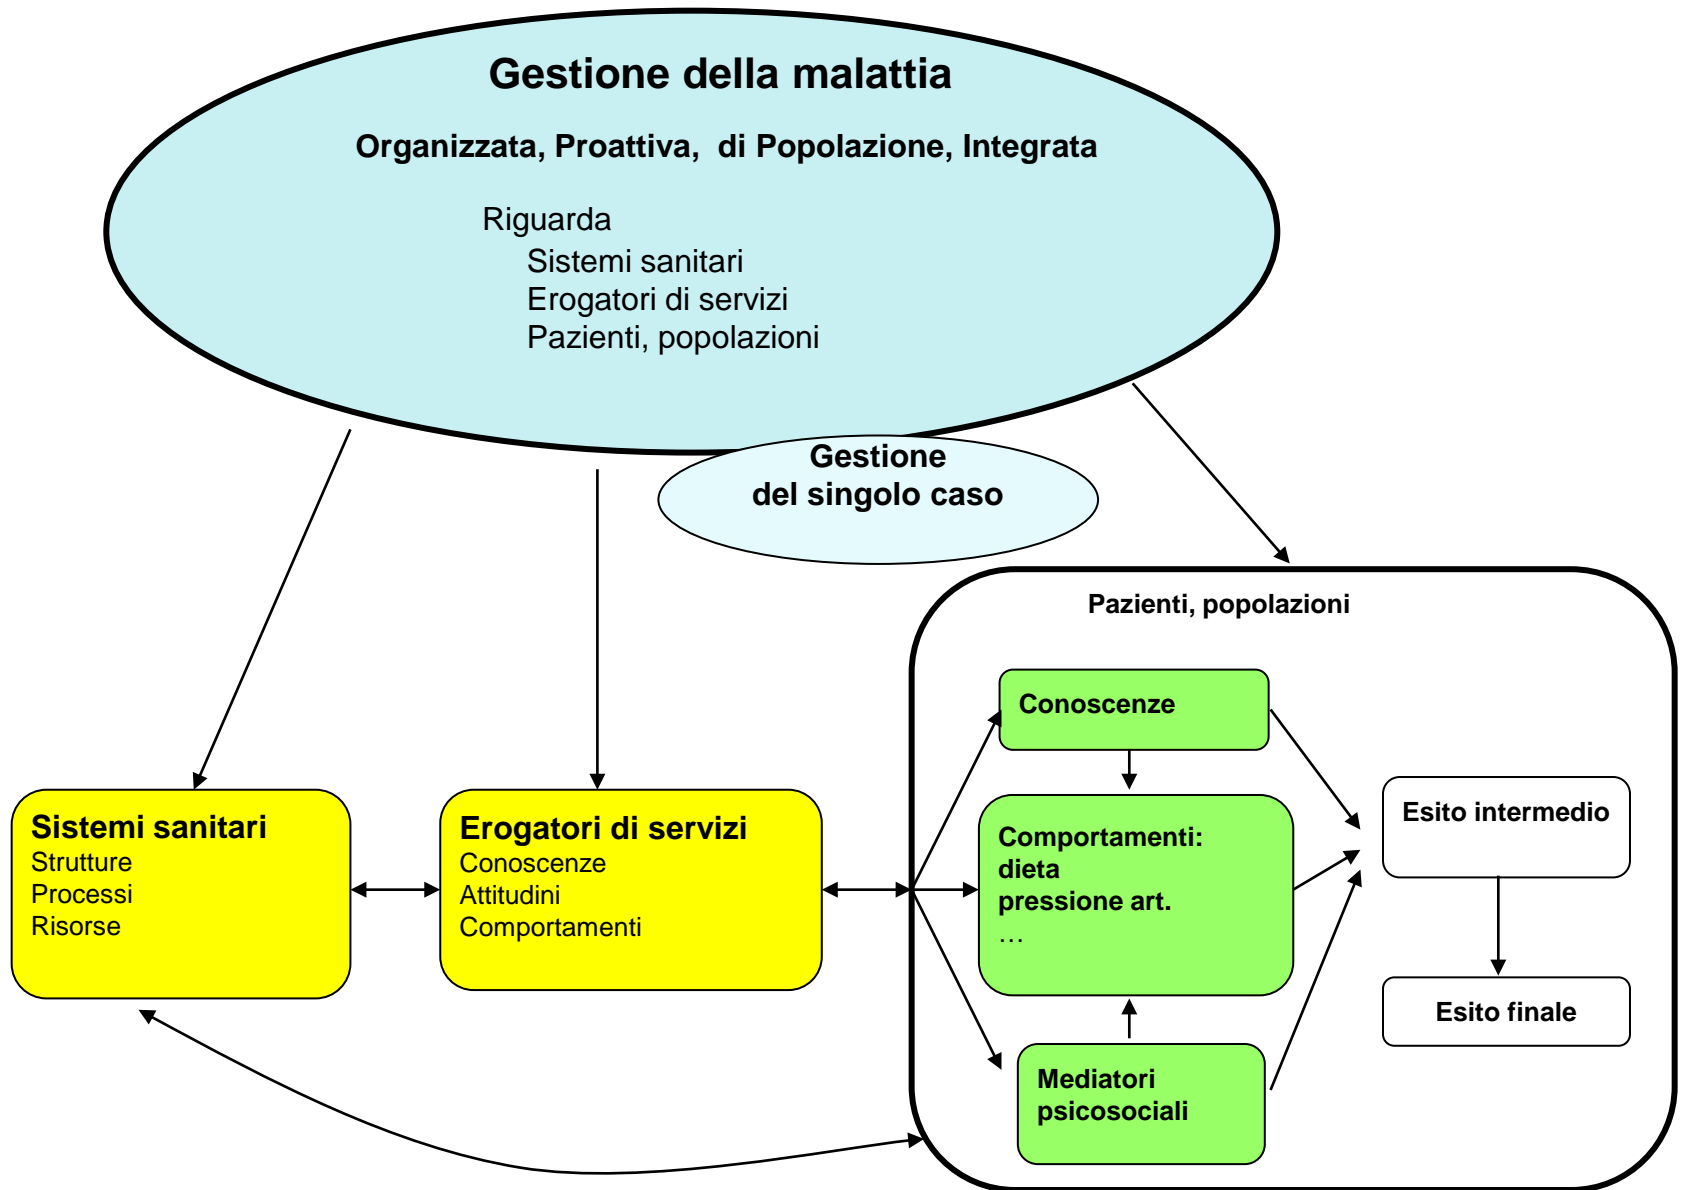 Gestione della malattia
Organizzata, Proattiva, di Popolazione, Integrata
Riguarda
Sistemi sanitari
Erogatori di servizi
Pazienti, popolazioni
Gestione
del singolo caso
Pazienti, popolazioni
Conoscenze
Comportamenti:
dieta
pressione art.
…
Mediatori
psicosociali
Esito intermedio
Esito finale
Sistemi sanitari
Strutture
Processi
Risorse
Erogatori di servizi
Conoscenze
Attitudini
Comportamenti